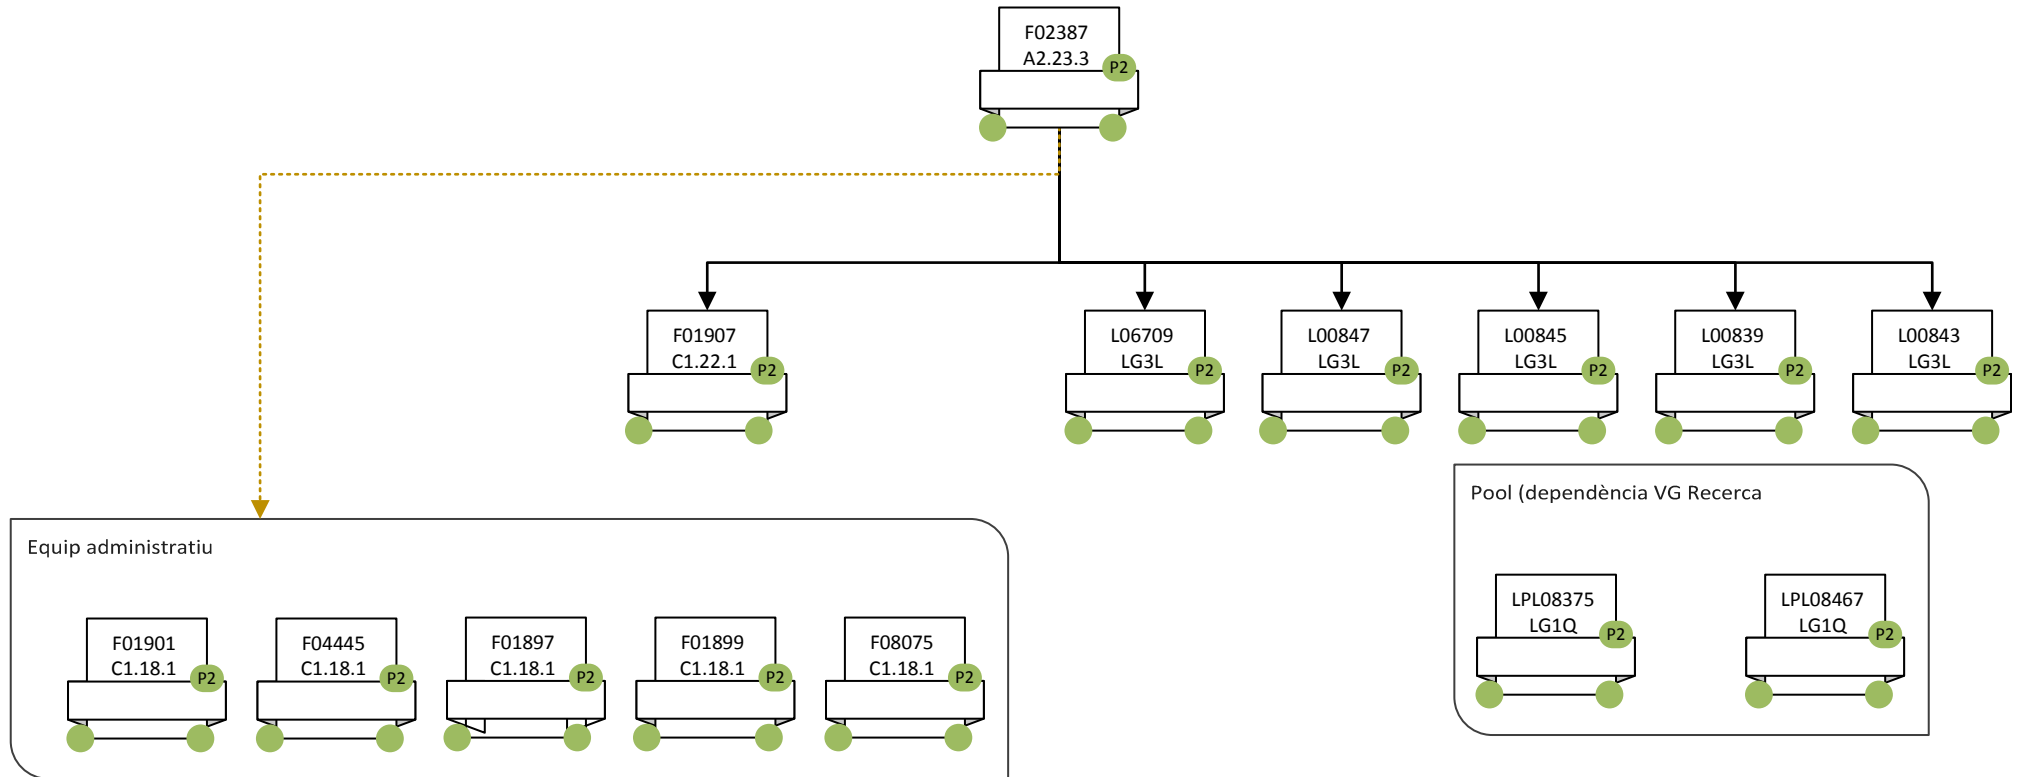 F02387
A2.23.3
P2
F01907
C1.22.1
P2
L06709
LG3L
P2
L00847
LG3L
P2
L00845
LG3L
P2
L00839
LG3L
P2
L00843
LG3L
P2
Pool (dependència VG Recerca
LPL08375
LG1Q
P2
LPL08467
LG1Q
P2
Equip administratiu
F01901
C1.18.1
P2
F04445
C1.18.1
P2
F01897
C1.18.1
P2
F01899
C1.18.1
P2
F08075
C1.18.1
P2